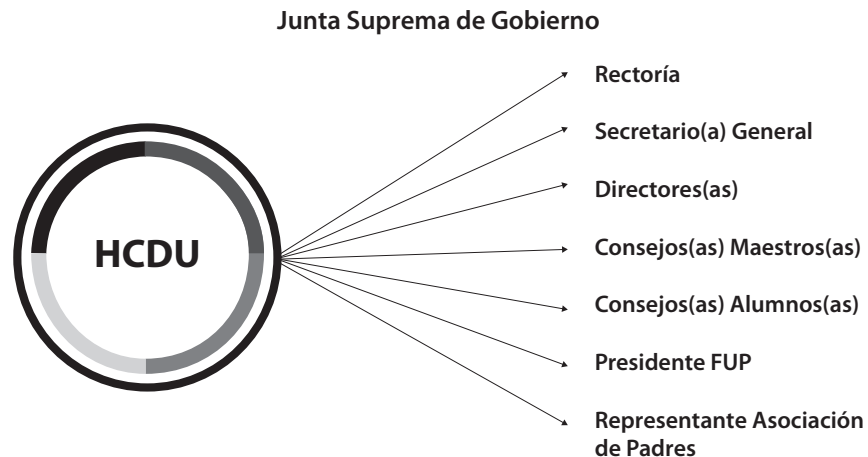 Junta Suprema de Gobierno
HCDU
Rectoría
Secretario(a) General
Directores(as)
Consejos(as) Maestros(as)
Consejos(as) Alumnos(as)
Presidente FUP
Representante Asociación
de Padres